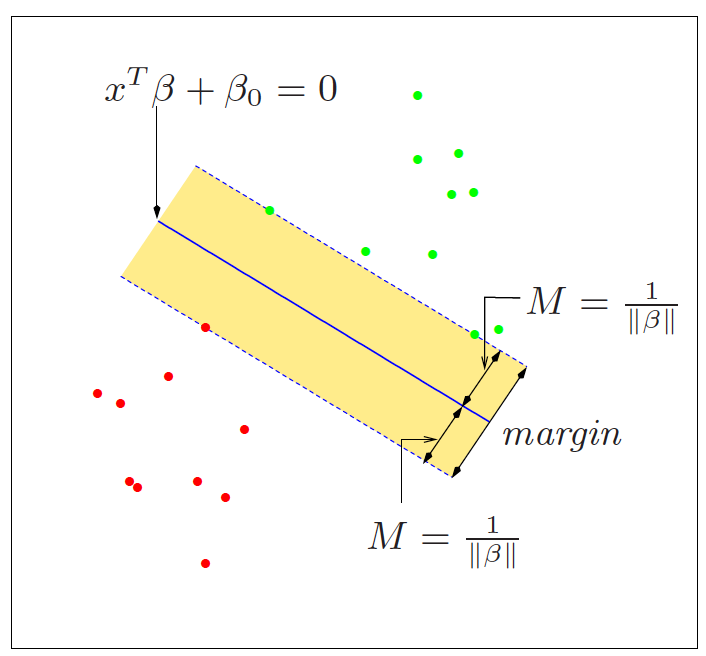 x^T β + β_0 = 0
M = 1/‖β‖
margin
M = 1/‖β‖